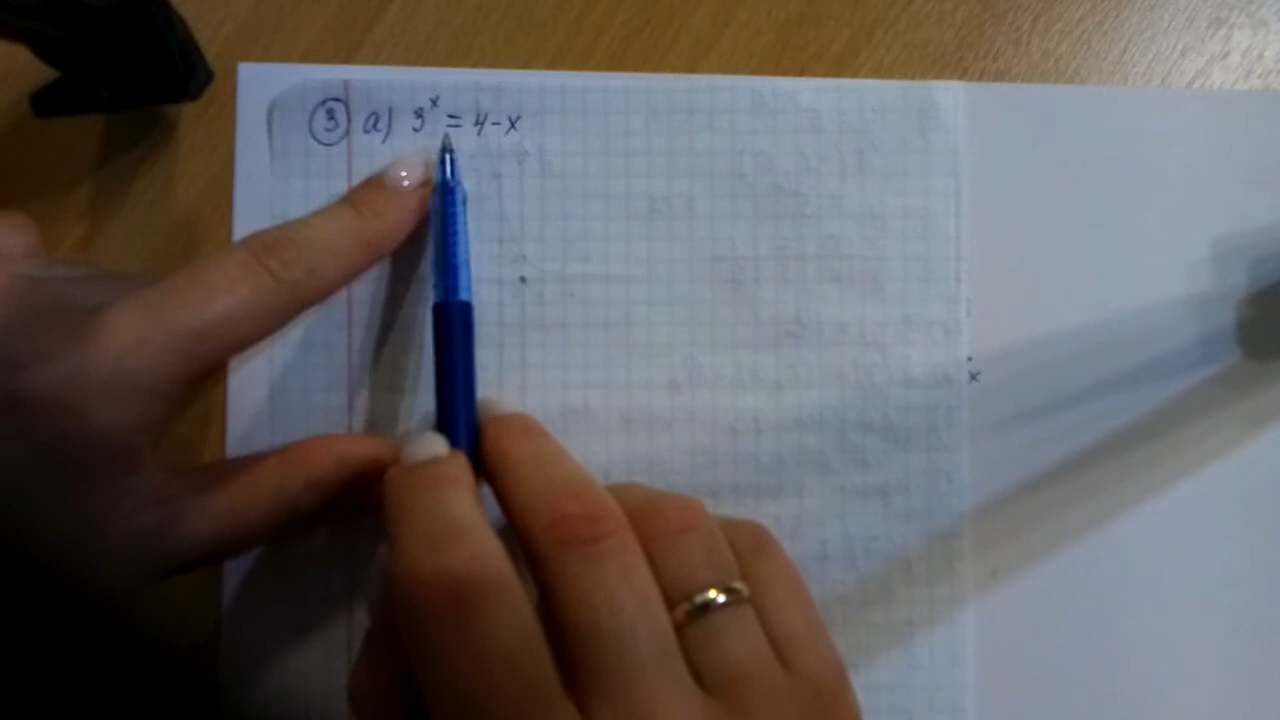 ③ a) 3ˣ = 4-x
x